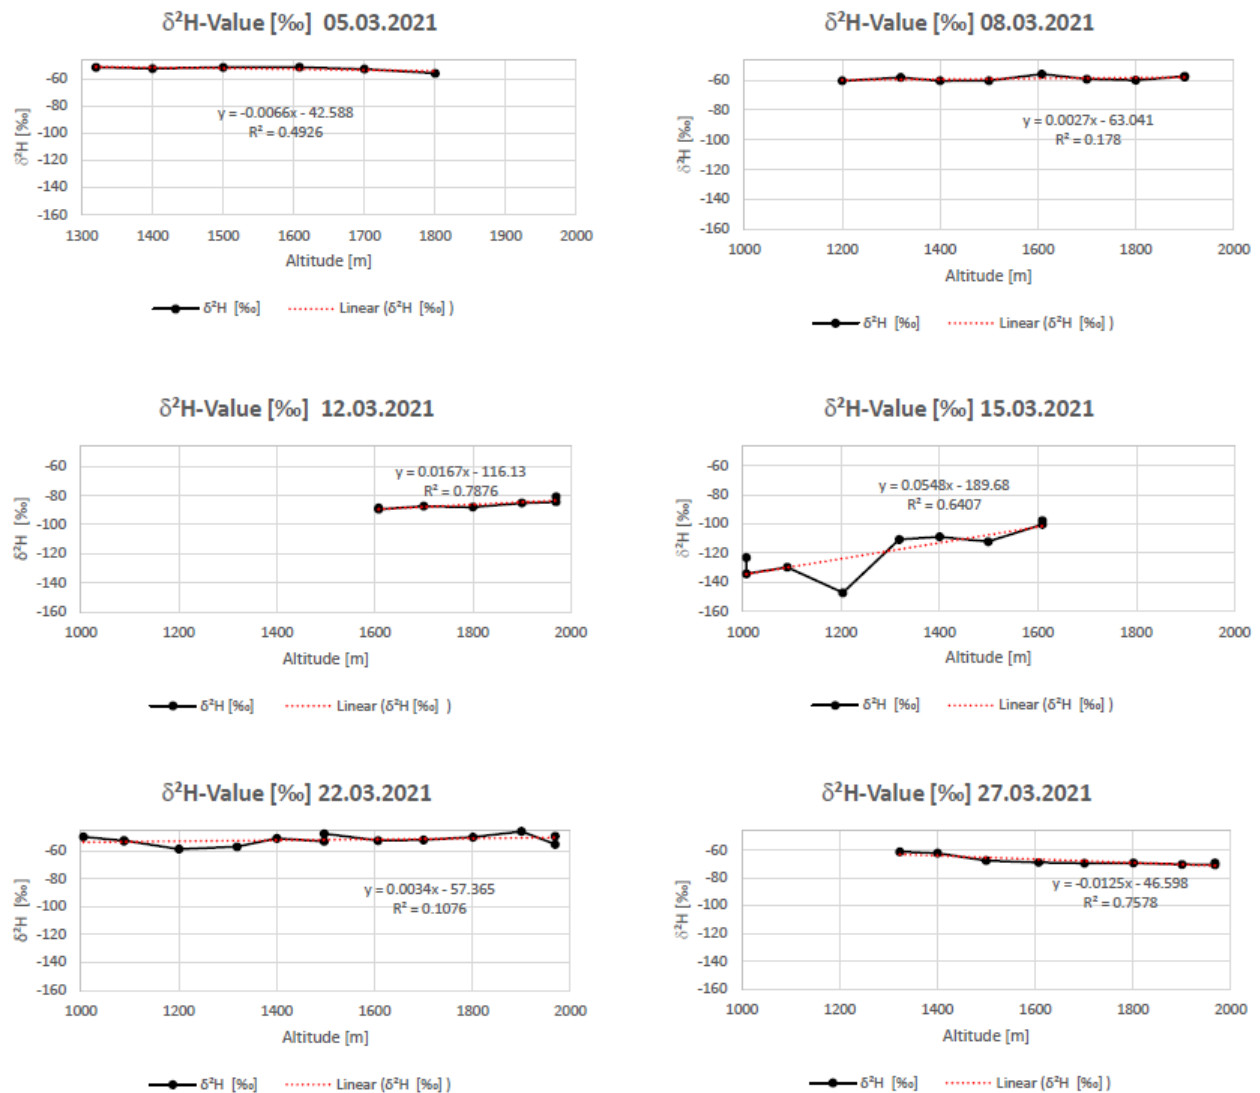 δ²H-Value [‰]  05.03.2021
-60
-80
-100
-120
-140
-160
δ²H [‰]
y = -0.0066x - 42.588
R² = 0.4926
1300 1400 1500 1600 1700 1800 1900 2000
Altitude [m]
δ²H  [‰] Linear (δ²H  [‰] )
δ²H-Value [‰] 08.03.2021
-60
-80
-100
-120
-140
-160
δ²H [‰]
y = 0.0027x - 63.041
R² = 0.178
1000 1200 1400 1600 1800 2000
Altitude [m]
δ²H  [‰] Linear (δ²H  [‰] )
δ²H-Value [‰]  12.03.2021
-60
-80
-100
-120
-140
-160
δ²H  [‰]
y = 0.0167x - 116.13
R² = 0.7876
1000 1200 1400 1600 1800 2000
Altitude [m]
δ²H [‰] Linear (δ²H [‰]  )
δ²H-Value [‰] 15.03.2021
-60
-80
-100
-120
-140
-160
δ²H  [‰]
y = 0.0548x - 189.68
R² = 0.6407
1000 1200 1400 1600 1800 2000
Altitude [m]
δ²H  [‰] Linear (δ²H  [‰] )
δ²H-Value [‰] 22.03.2021
-60
-80
-100
-120
-140
-160
δ²H  [‰]
y = 0.0034x - 57.365
R² = 0.1076
1000 1200 1400 1600 1800 2000
Altitude [m]
δ²H  [‰] Linear (δ²H  [‰] )
δ²H-Value [‰] 27.03.2021
-60
-80
-100
-120
-140
-160
δ²H  [‰]
y = -0.0125x - 46.598
R² = 0.7578
1000 1200 1400 1600 1800 2000
Altitude [m]
δ²H  [‰] Linear (δ²H  [‰] )